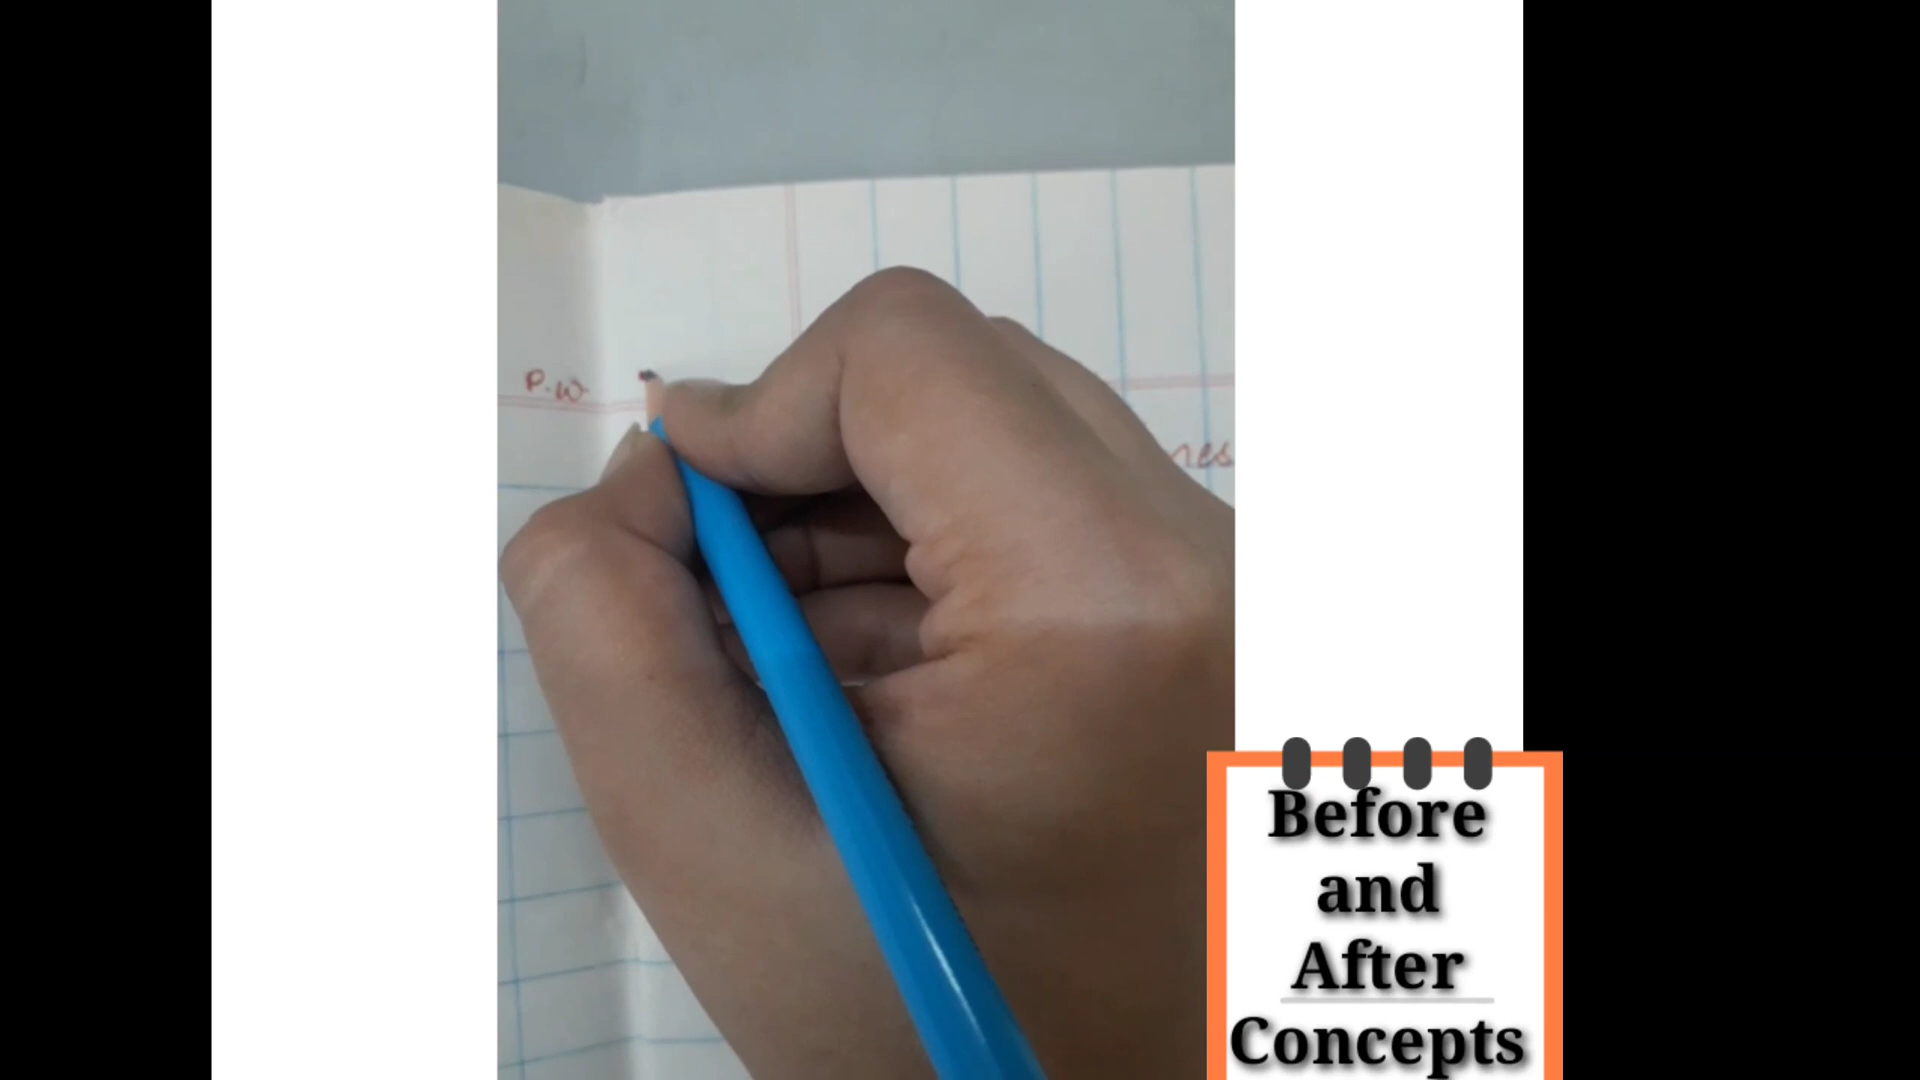 P.W.
Before
and
After
Concepts